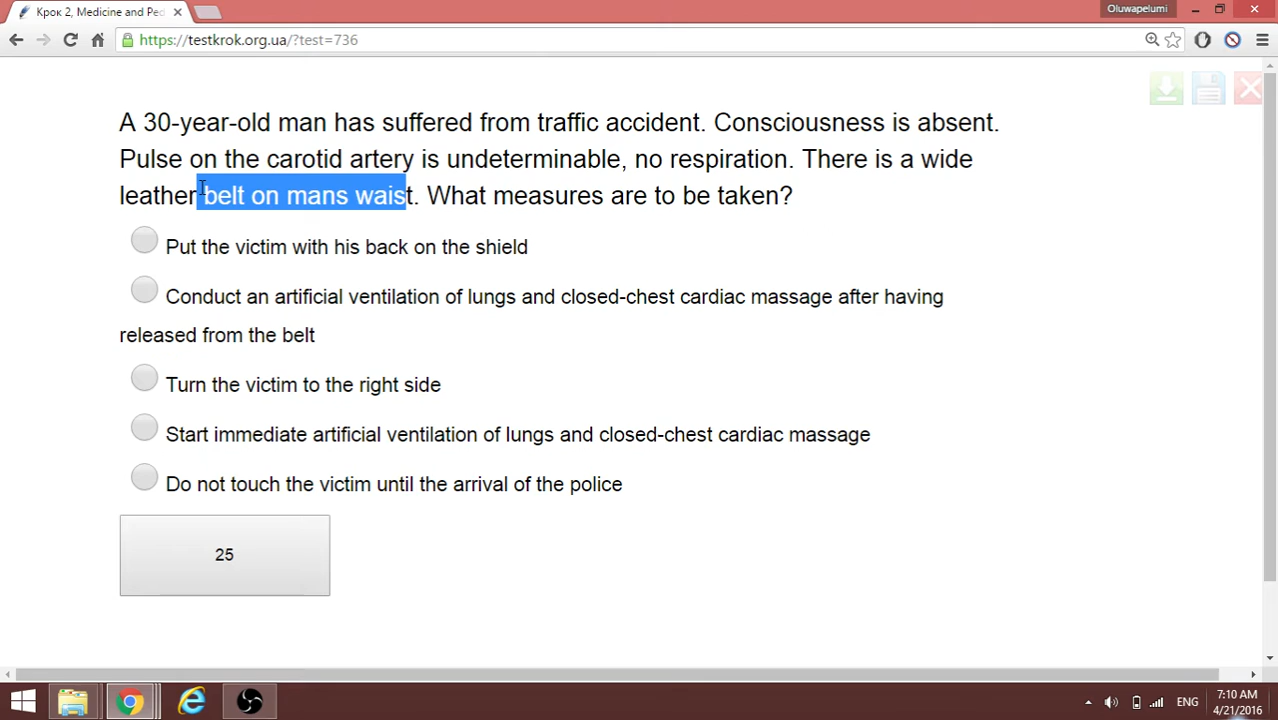 Крок 2, Medicine and Ped
Oluwapelumi
https://testkrok.org.ua/?test=736
A 30-year-old man has suffered from traffic accident. Consciousness is absent.
Pulse on the carotid artery is undeterminable, no respiration. There is a wide
leather belt on mans waist. What measures are to be taken?
Put the victim with his back on the shield
Conduct an artificial ventilation of lungs and closed-chest cardiac massage after having
released from the belt
Turn the victim to the right side
Start immediate artificial ventilation of lungs and closed-chest cardiac massage
Do not touch the victim until the arrival of the police
25
ENG
7:10 AM
4/21/2016